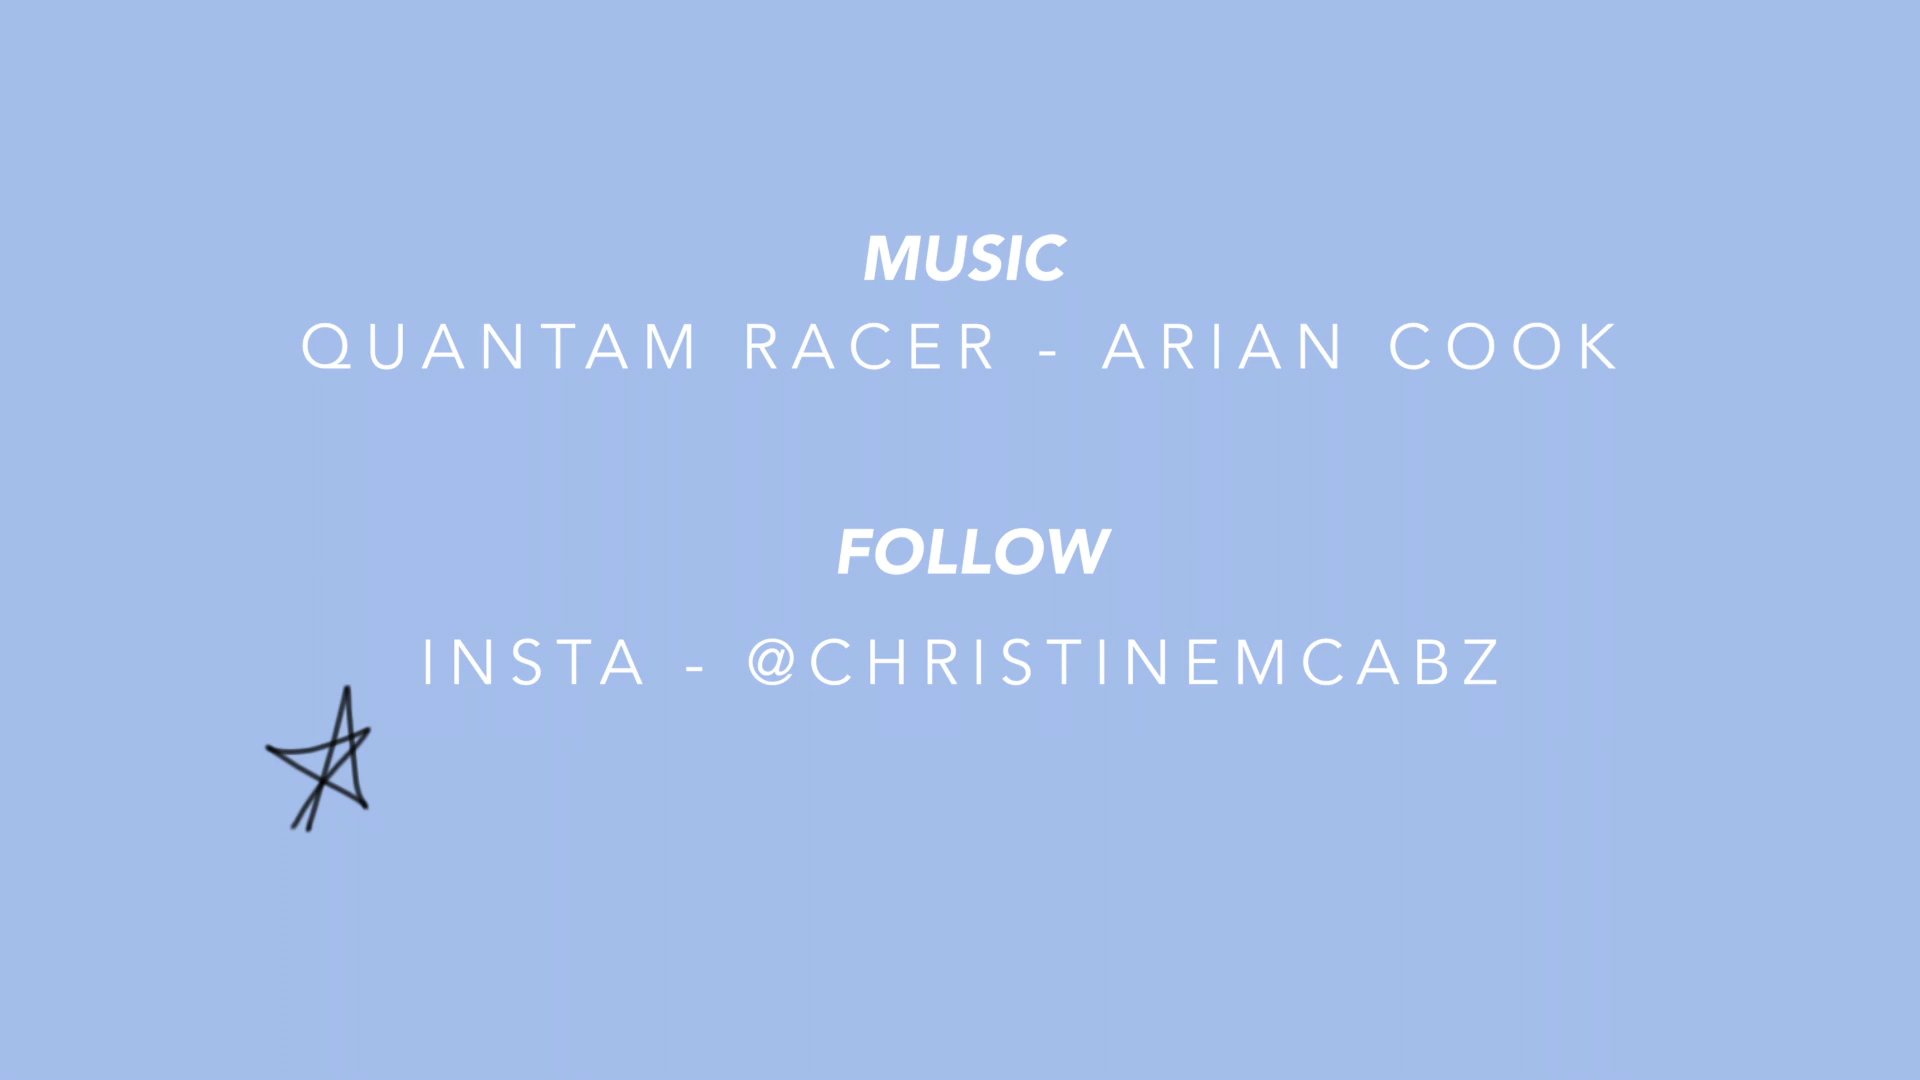 MUSIC
QUANTAM RACER - ARIAN COOK
FOLLOW
INSTA - @CHRISTINEMCABZ